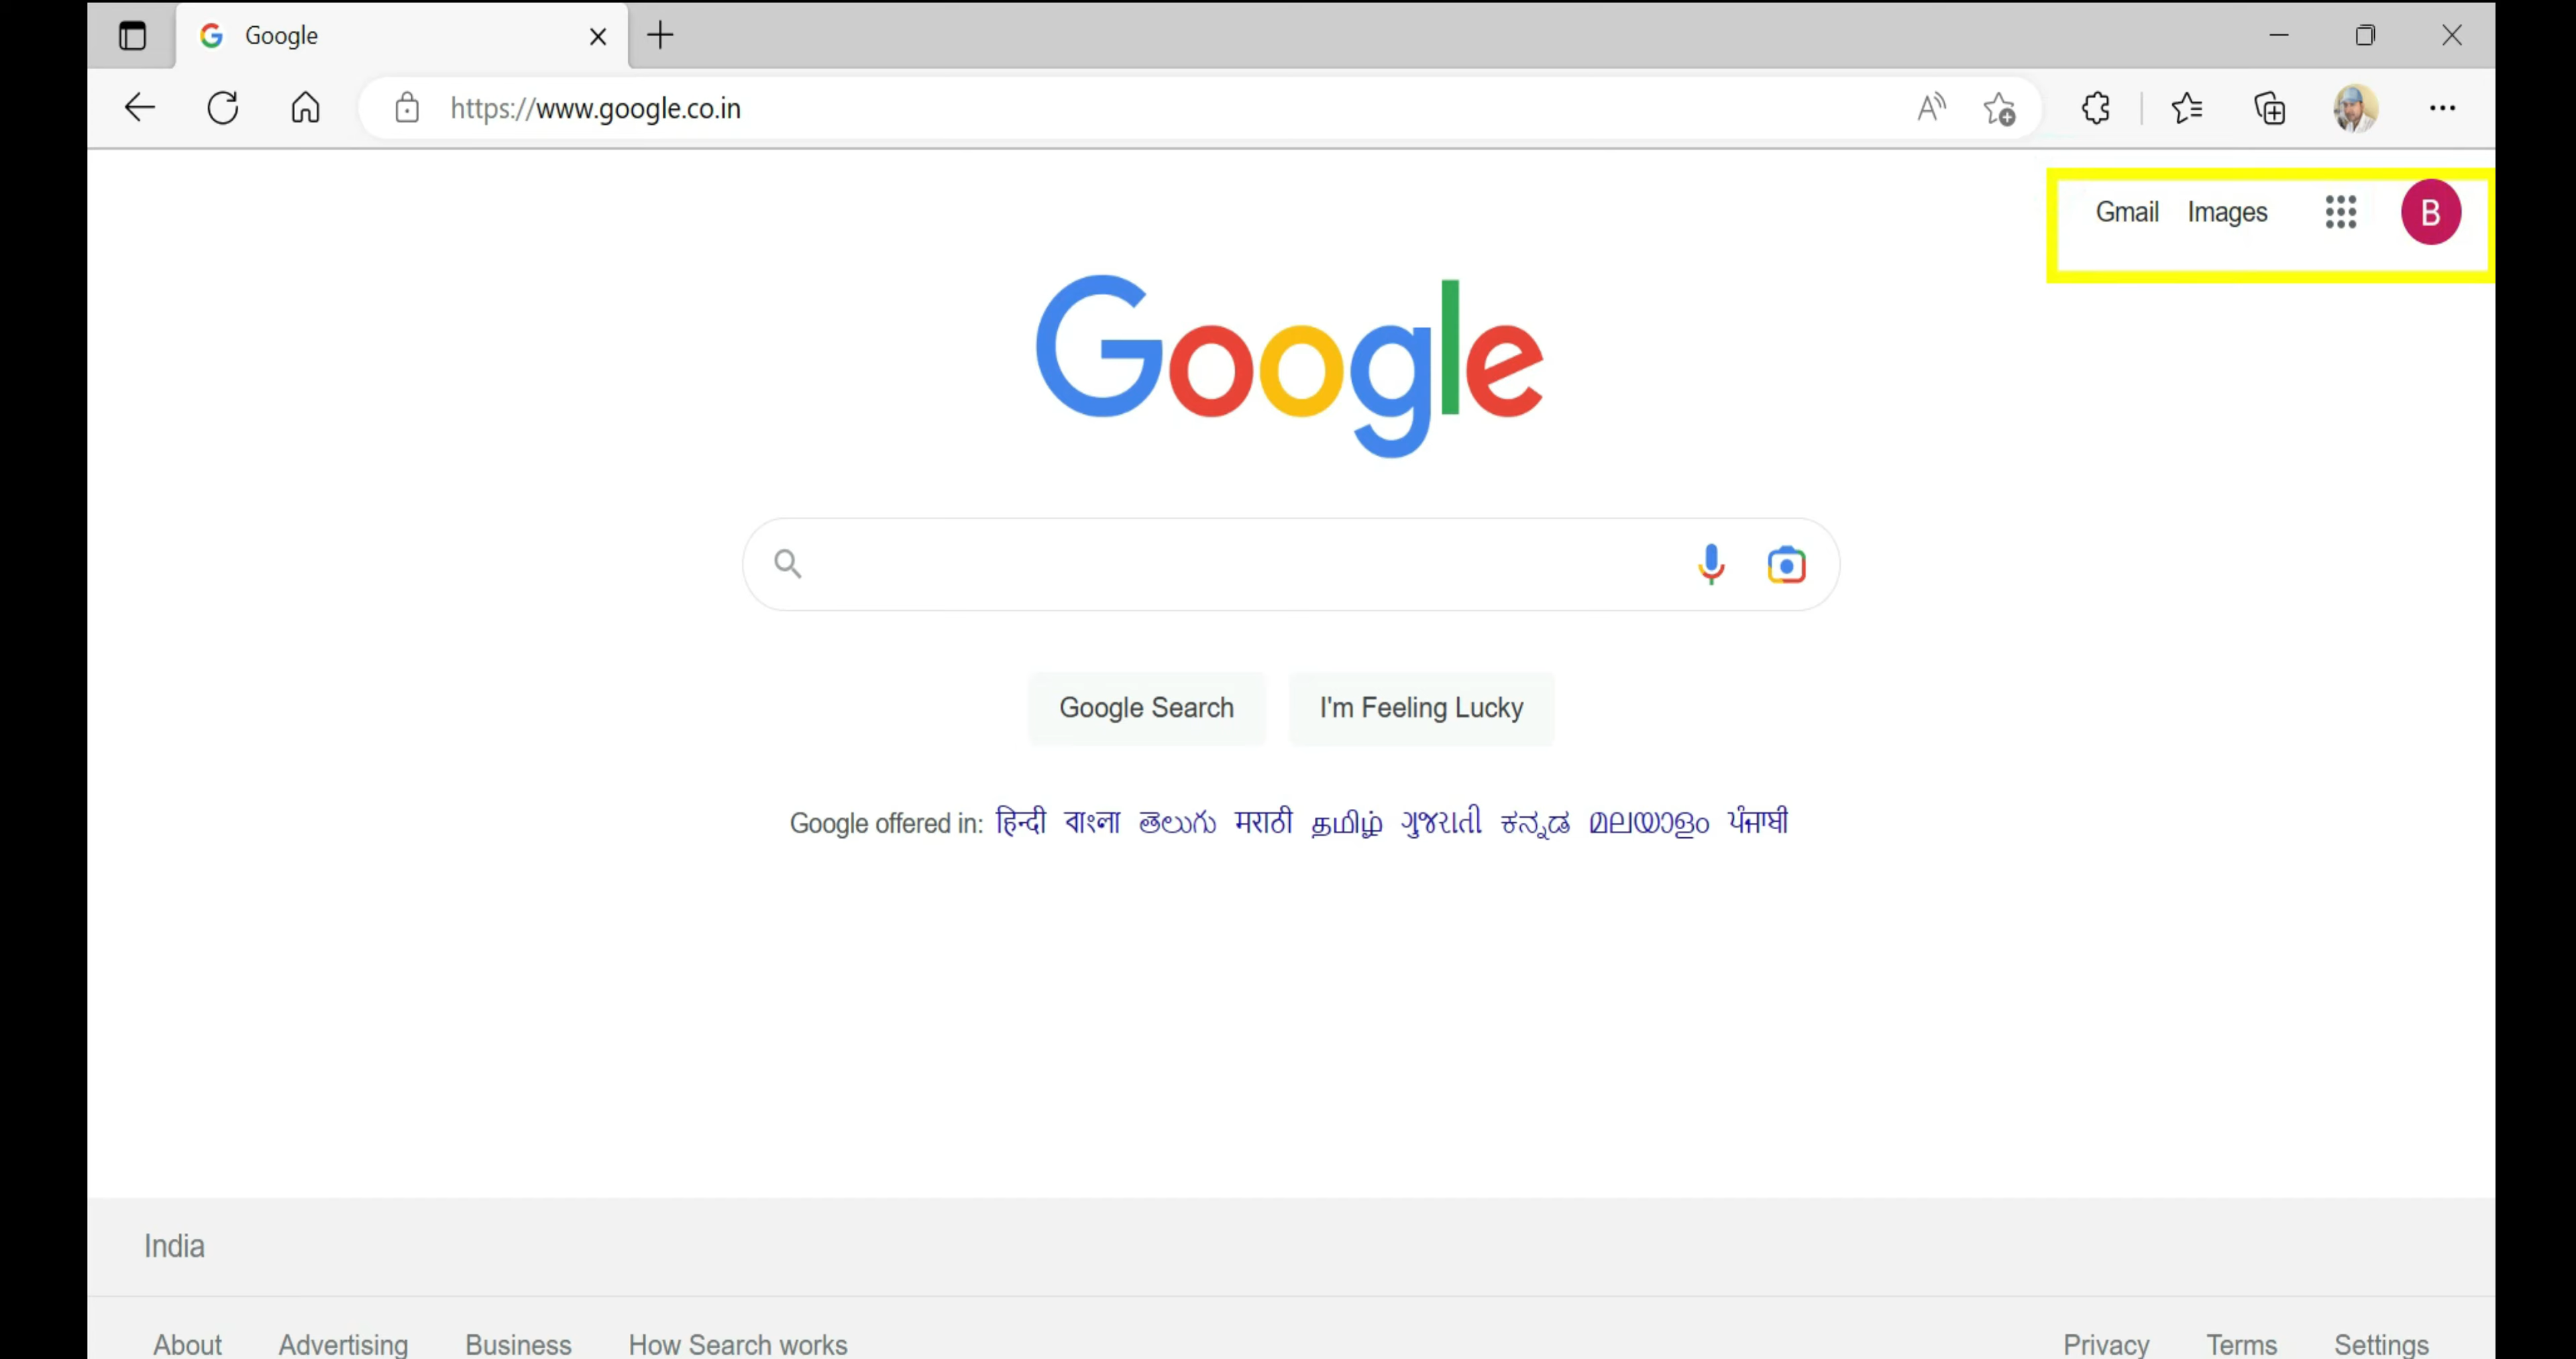 Google
https://www.google.co.in
Gmail Images B
Google
Google Search I'm Feeling Lucky
Google offered in: हिन्दी বাংলা తెలుగు मराठी தமிழ் ગુજરાતી ಕನ್ನಡ മലയാളം ਪੰਜਾਬੀ
India
About Advertising Business How Search works Privacy Terms Settings